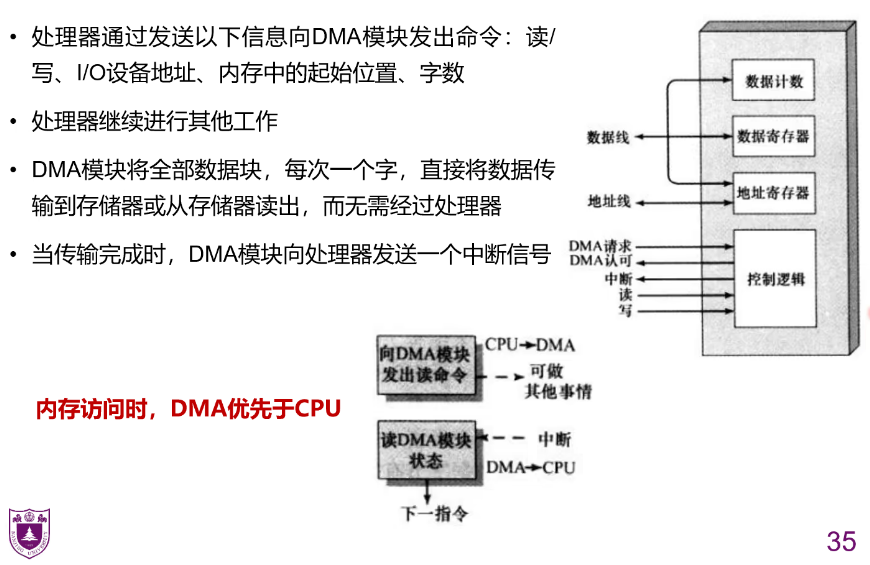 • 处理器通过发送以下信息向DMA模块发出命令：读/
写、I/O设备地址、内存中的起始位置、字数
• 处理器继续进行其他工作
• DMA模块将全部数据块，每次一个字，直接将数据传
输到存储器或从存储器读出，而无需经过处理器
• 当传输完成时，DMA模块向处理器发送一个中断信号
数据计数
数据线
数据寄存器
地址线
地址寄存器
DMA请求
DMA认可
中断
读
写
控制逻辑
内存访问时，DMA优先于CPU
向DMA模块
发出读命令
CPU→DMA
可做
其他事情
读DMA模块
状态
中断
DMA→CPU
下一指令
35